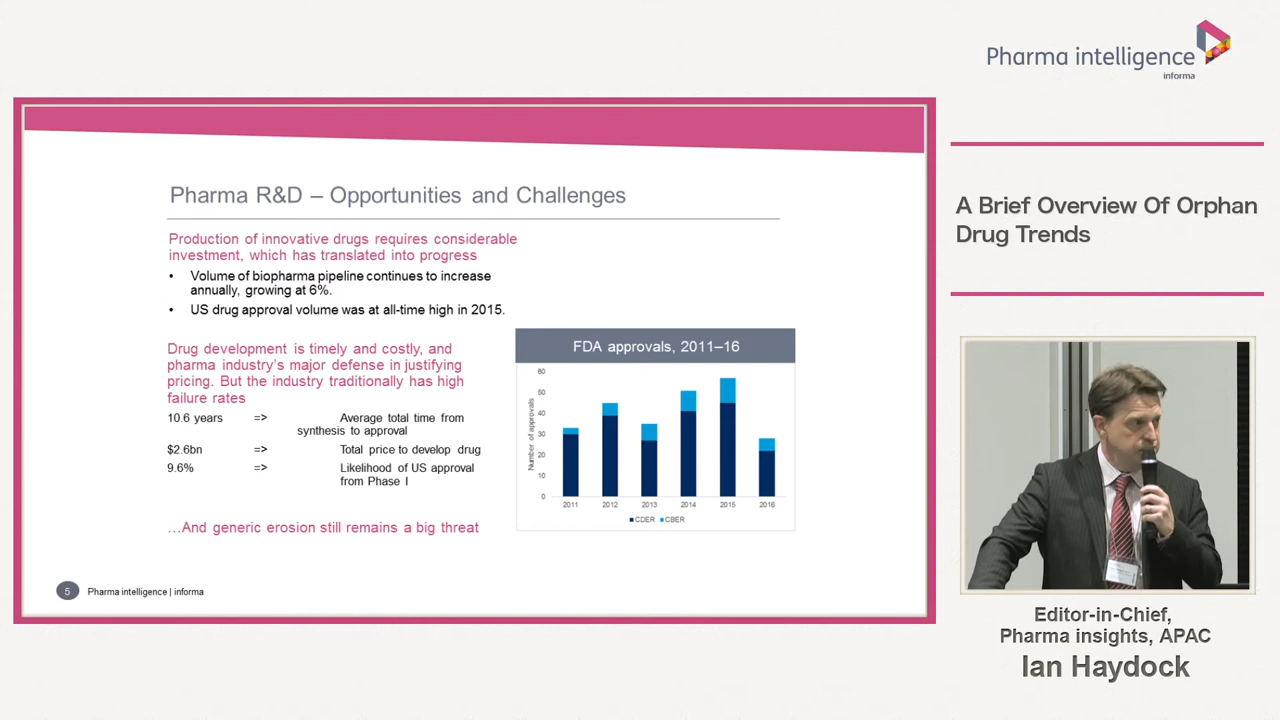 Pharma intelligence
informa
Pharma R&D – Opportunities and Challenges
Production of innovative drugs requires considerable
investment, which has translated into progress
• Volume of biopharma pipeline continues to increase
annually, growing at 6%.
• US drug approval volume was at all-time high in 2015.
Drug development is timely and costly, and
pharma industry's major defense in justifying
pricing. But the industry traditionally has high
failure rates
10.6 years => Average total time from
synthesis to approval
$2.6bn => Total price to develop drug
9.6% => Likelihood of US approval
from Phase I
…And generic erosion still remains a big threat
FDA approvals, 2011–16
Number of approvals
60
50
40
30
20
10
0
2011 2012 2013 2014 2015 2016
CDER CBER
5 Pharma intelligence | informa
A Brief Overview Of Orphan
Drug Trends
Editor-in-Chief,
Pharma insights, APAC
Ian Haydock